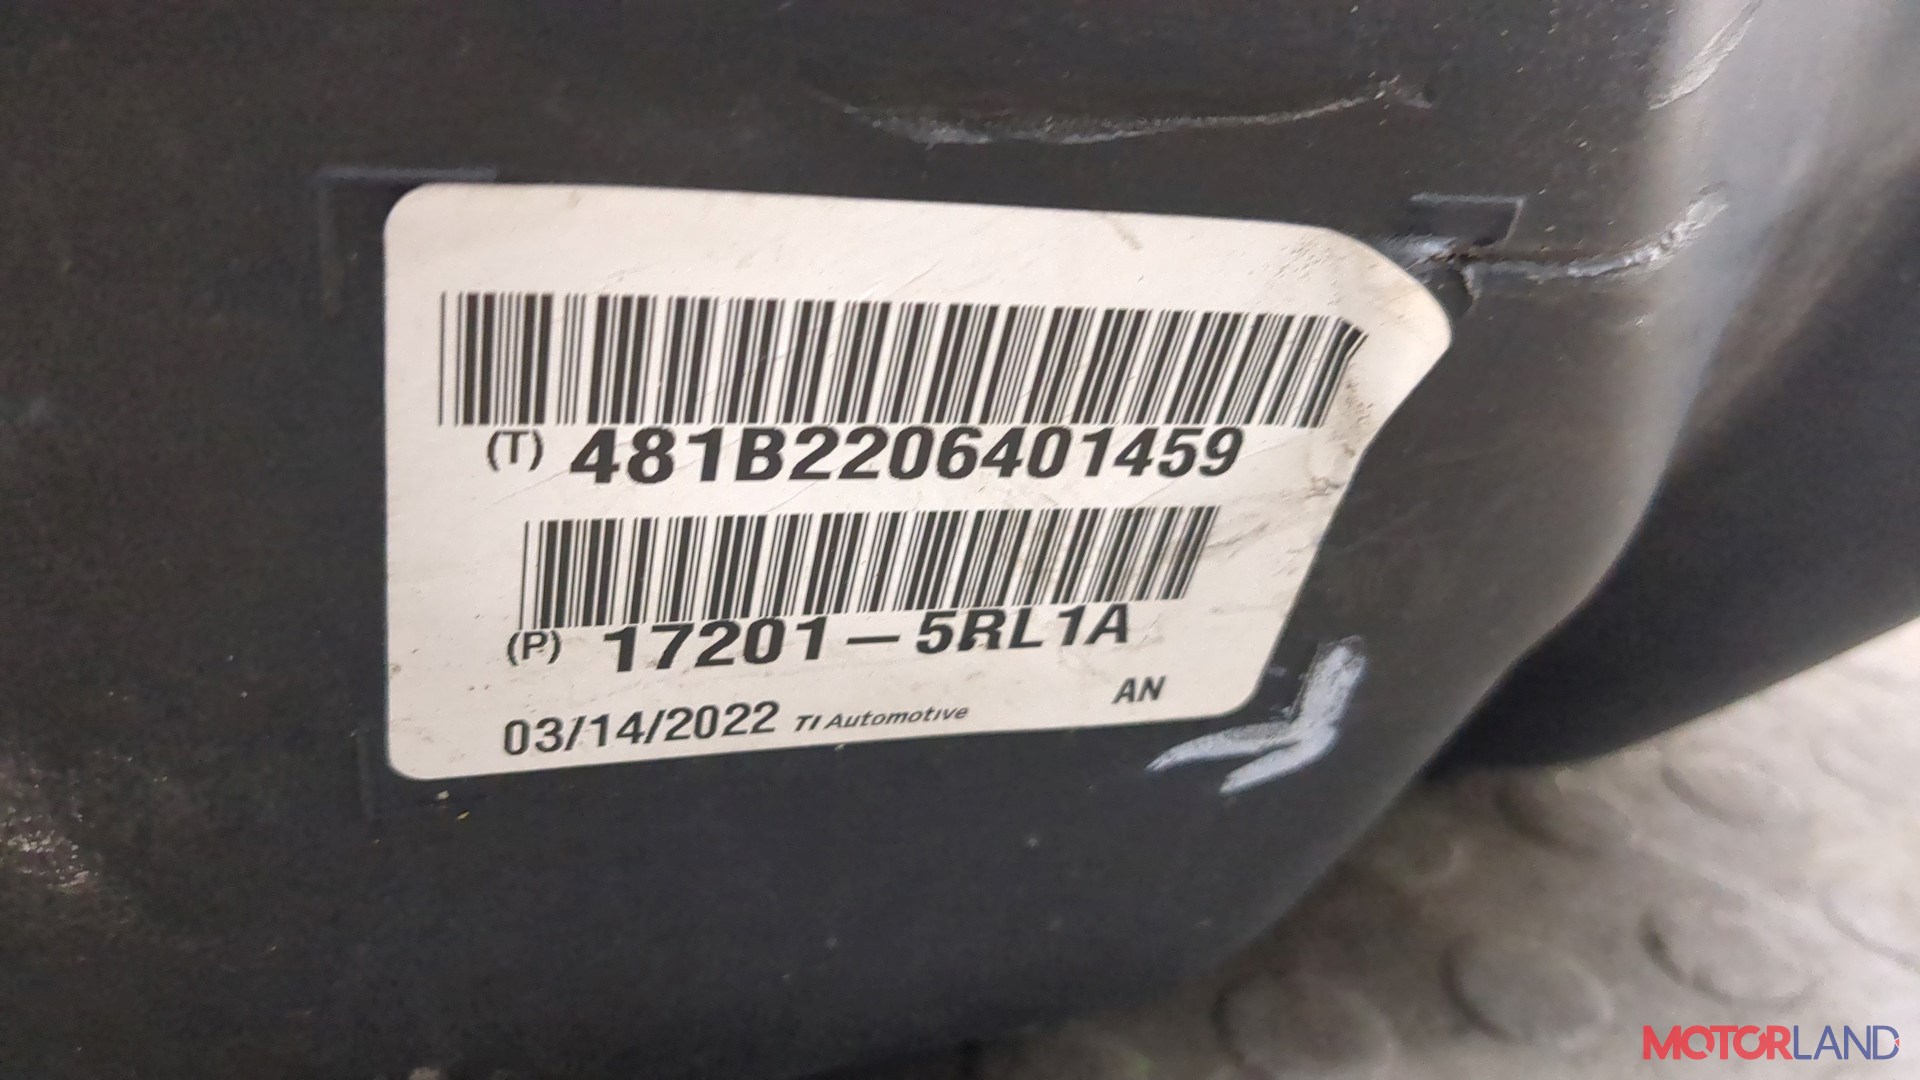 (T) 481B2206401459
(P) 17201-5RL1A
AN
03/14/2022 TI Automotive
MOTORLAND